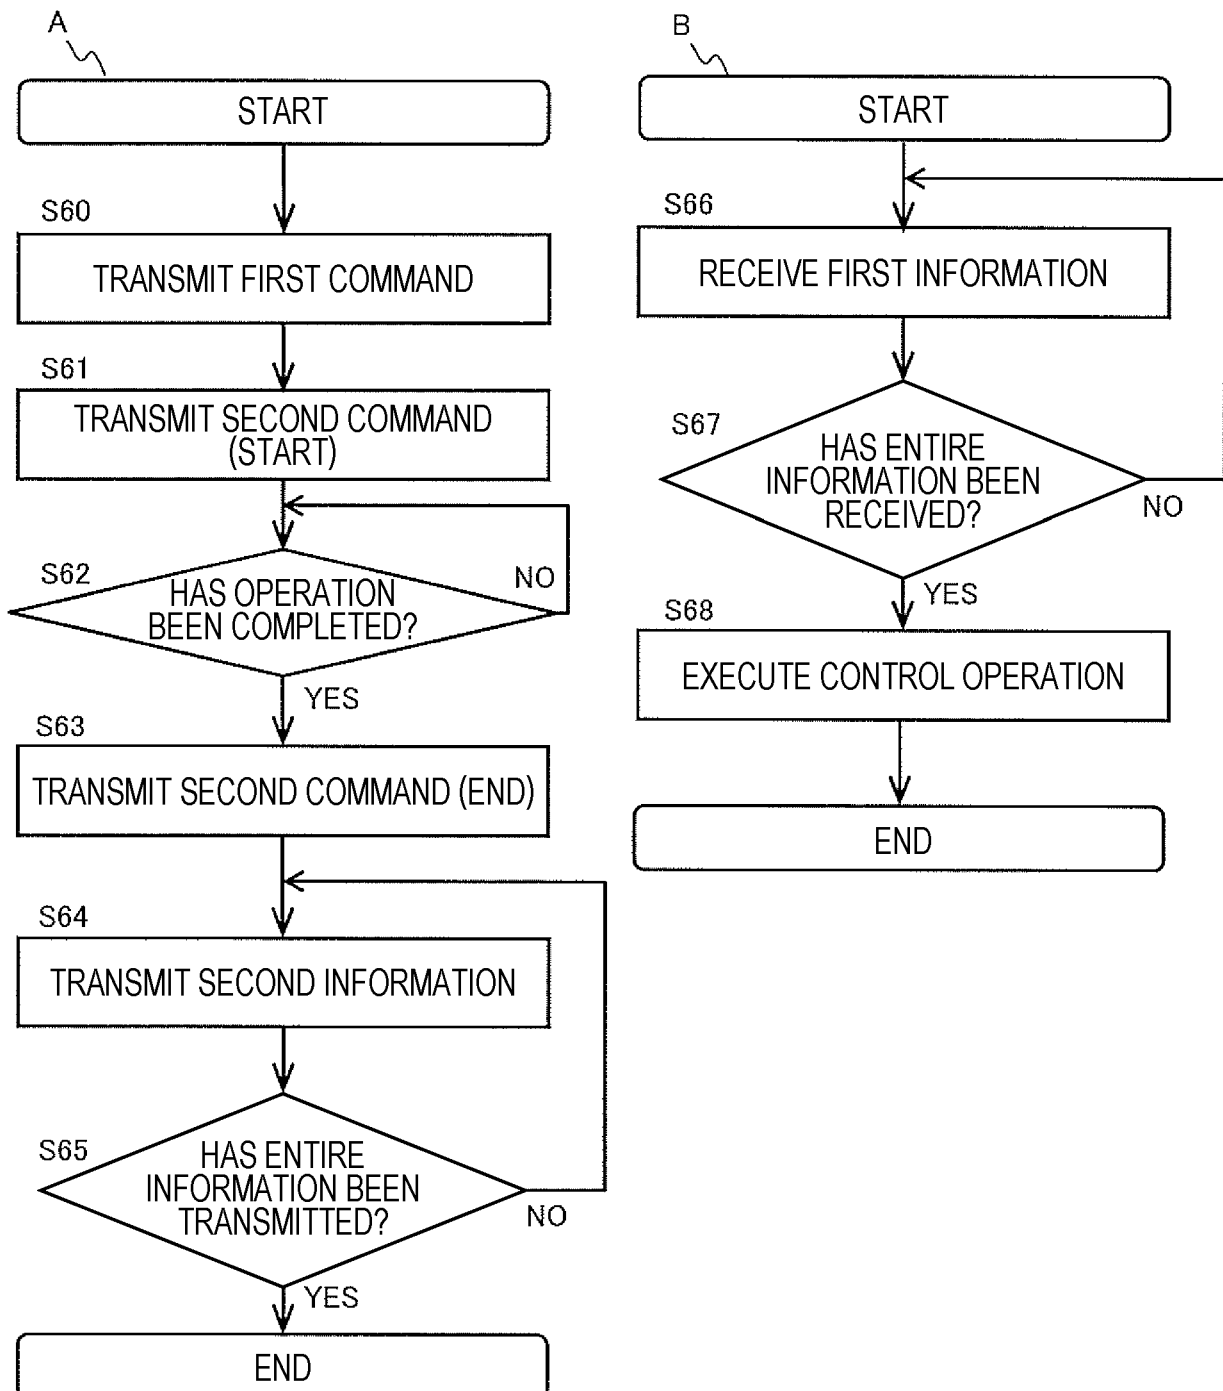 A
START
S60
TRANSMIT FIRST COMMAND
S61
TRANSMIT SECOND COMMAND
(START)
S62
HAS OPERATION
BEEN COMPLETED?
NO
YES
S63
TRANSMIT SECOND COMMAND (END)
S64
TRANSMIT SECOND INFORMATION
S65
HAS ENTIRE
INFORMATION BEEN
TRANSMITTED?
NO
YES
END
B
START
S66
RECEIVE FIRST INFORMATION
S67
HAS ENTIRE
INFORMATION BEEN
RECEIVED?
NO
YES
S68
EXECUTE CONTROL OPERATION
END